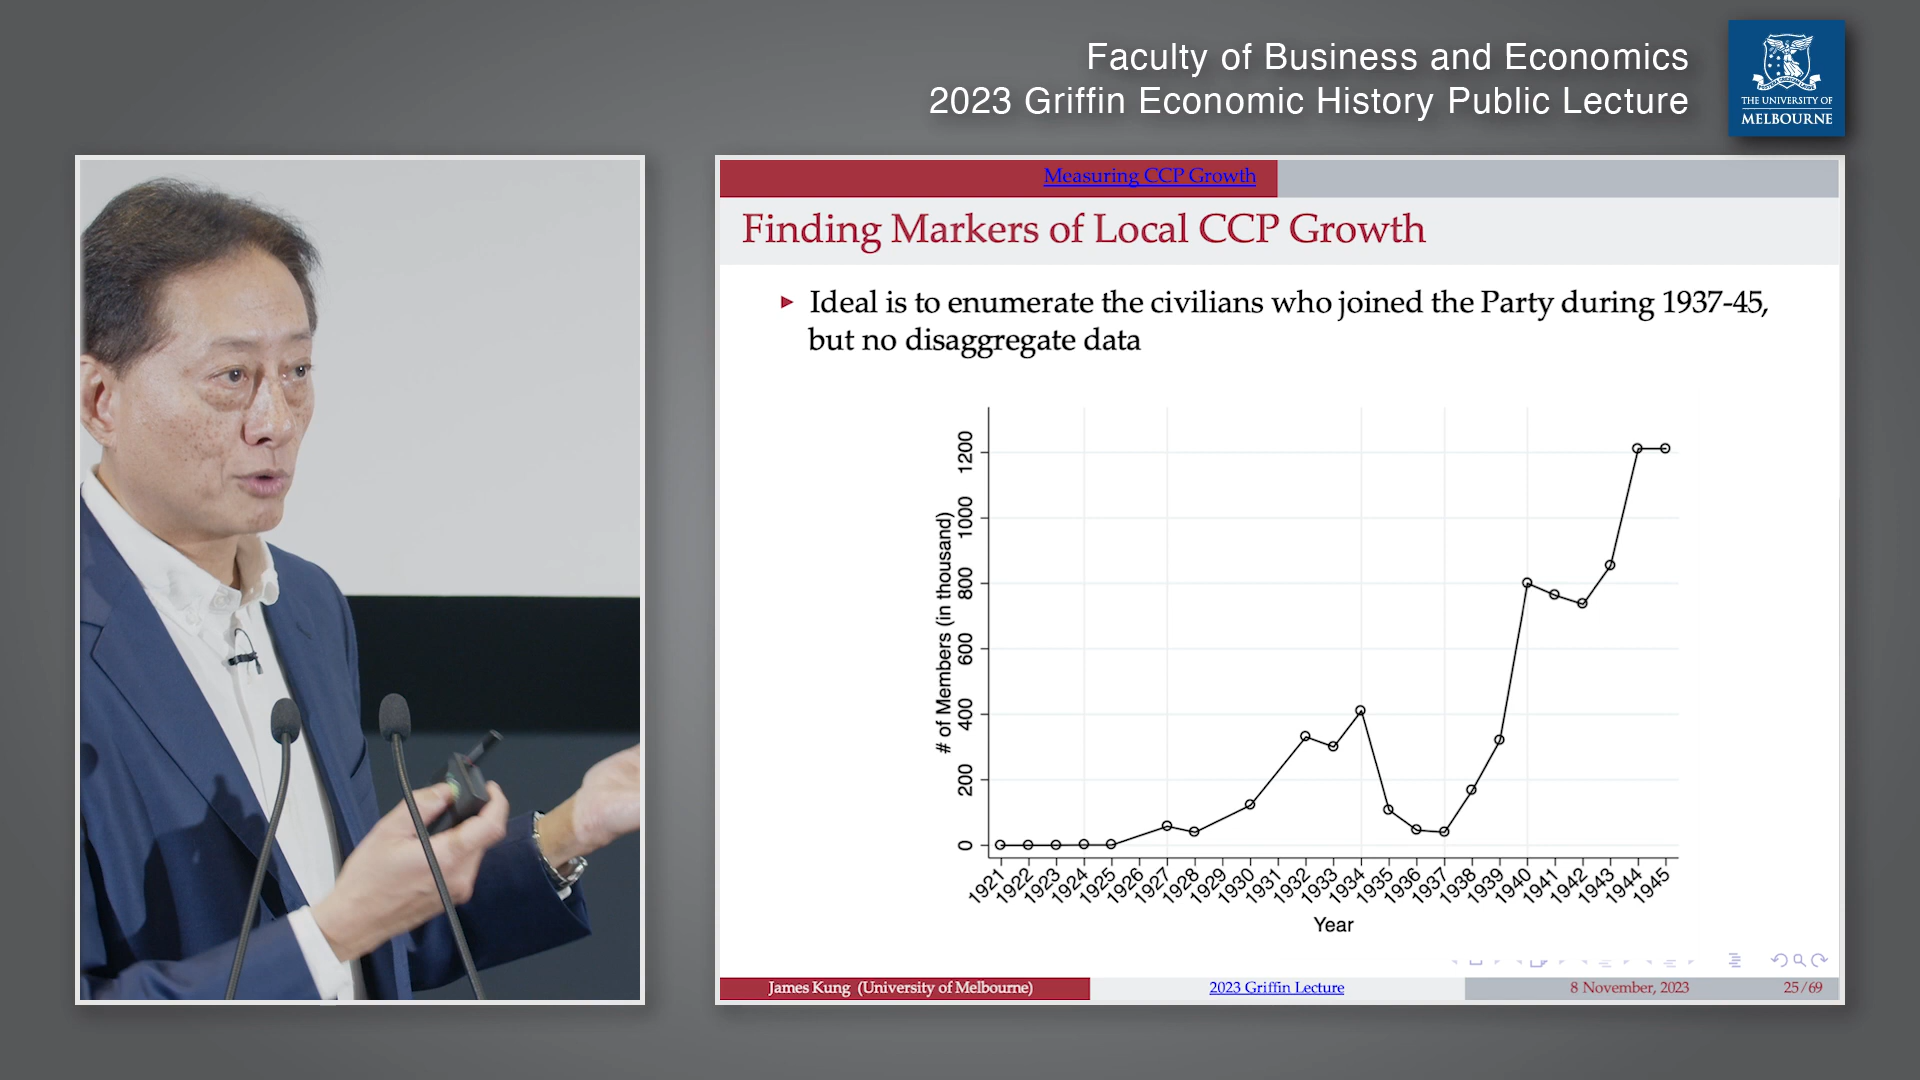 Faculty of Business and Economics
2023 Griffin Economic History Public Lecture
THE UNIVERSITY OF
MELBOURNE
Measuring CCP Growth
Finding Markers of Local CCP Growth
Ideal is to enumerate the civilians who joined the Party during 1937-45,
but no disaggregate data
# of Members (in thousand)
1200
1000
800
600
400
200
0
1921
1922
1923
1924
1925
1926
1927
1928
1929
1930
1931
1932
1933
1934
1935
1936
1937
1938
1939
1940
1941
1942
1943
1944
1945
Year
James Kung (University of Melbourne)
2023 Griffin Lecture
8 November, 2023
25/69